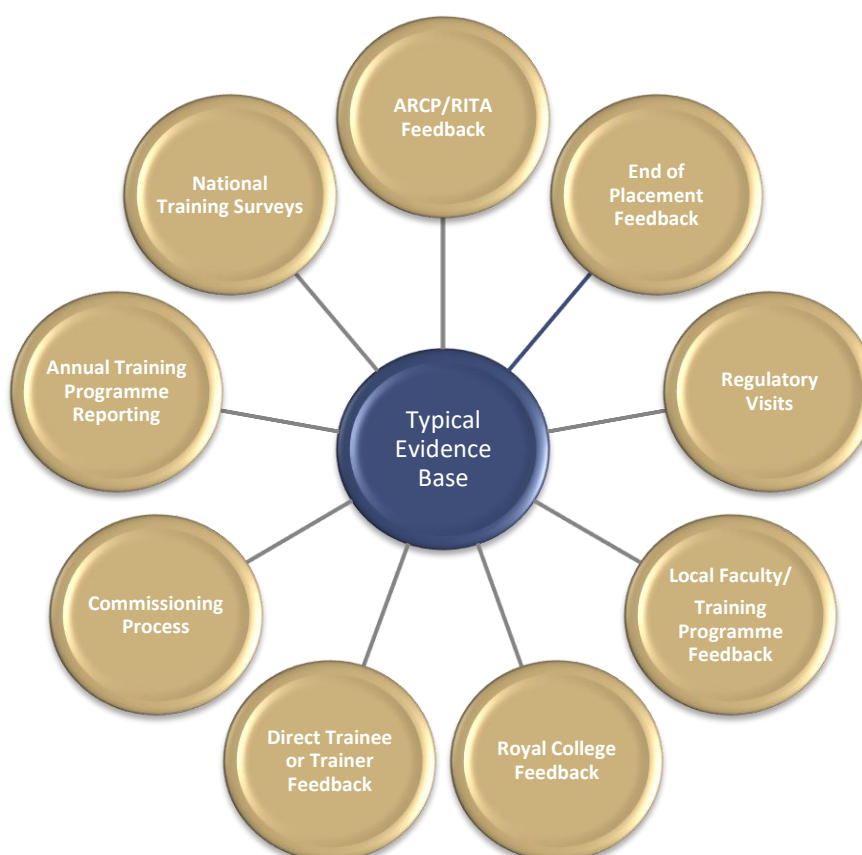 ARCP/RITA
Feedback
End of
Placement
Feedback
Regulatory
Visits
Local Faculty/
Training
Programme
Feedback
Royal College
Feedback
Direct Trainee
or Trainer
Feedback
Commissioning
Process
Annual Training
Programme
Reporting
National
Training Surveys
Typical
Evidence
Base